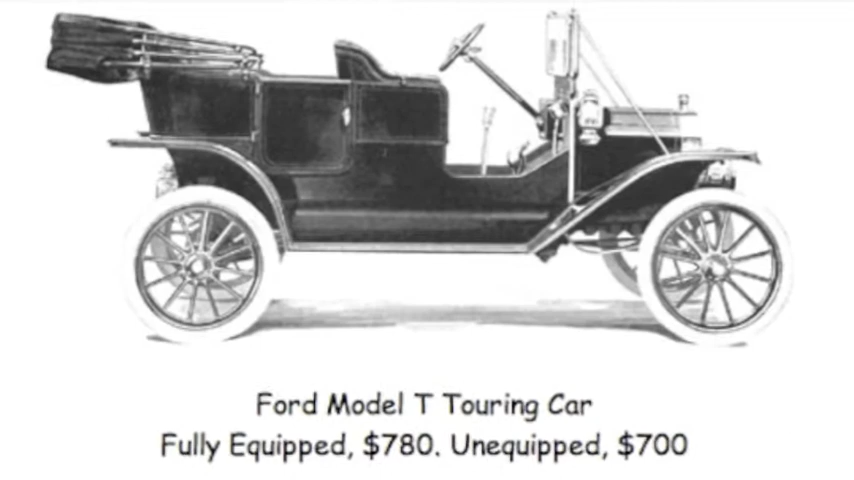 Ford Model T Touring Car
Fully Equipped, $780. Unequipped, $700